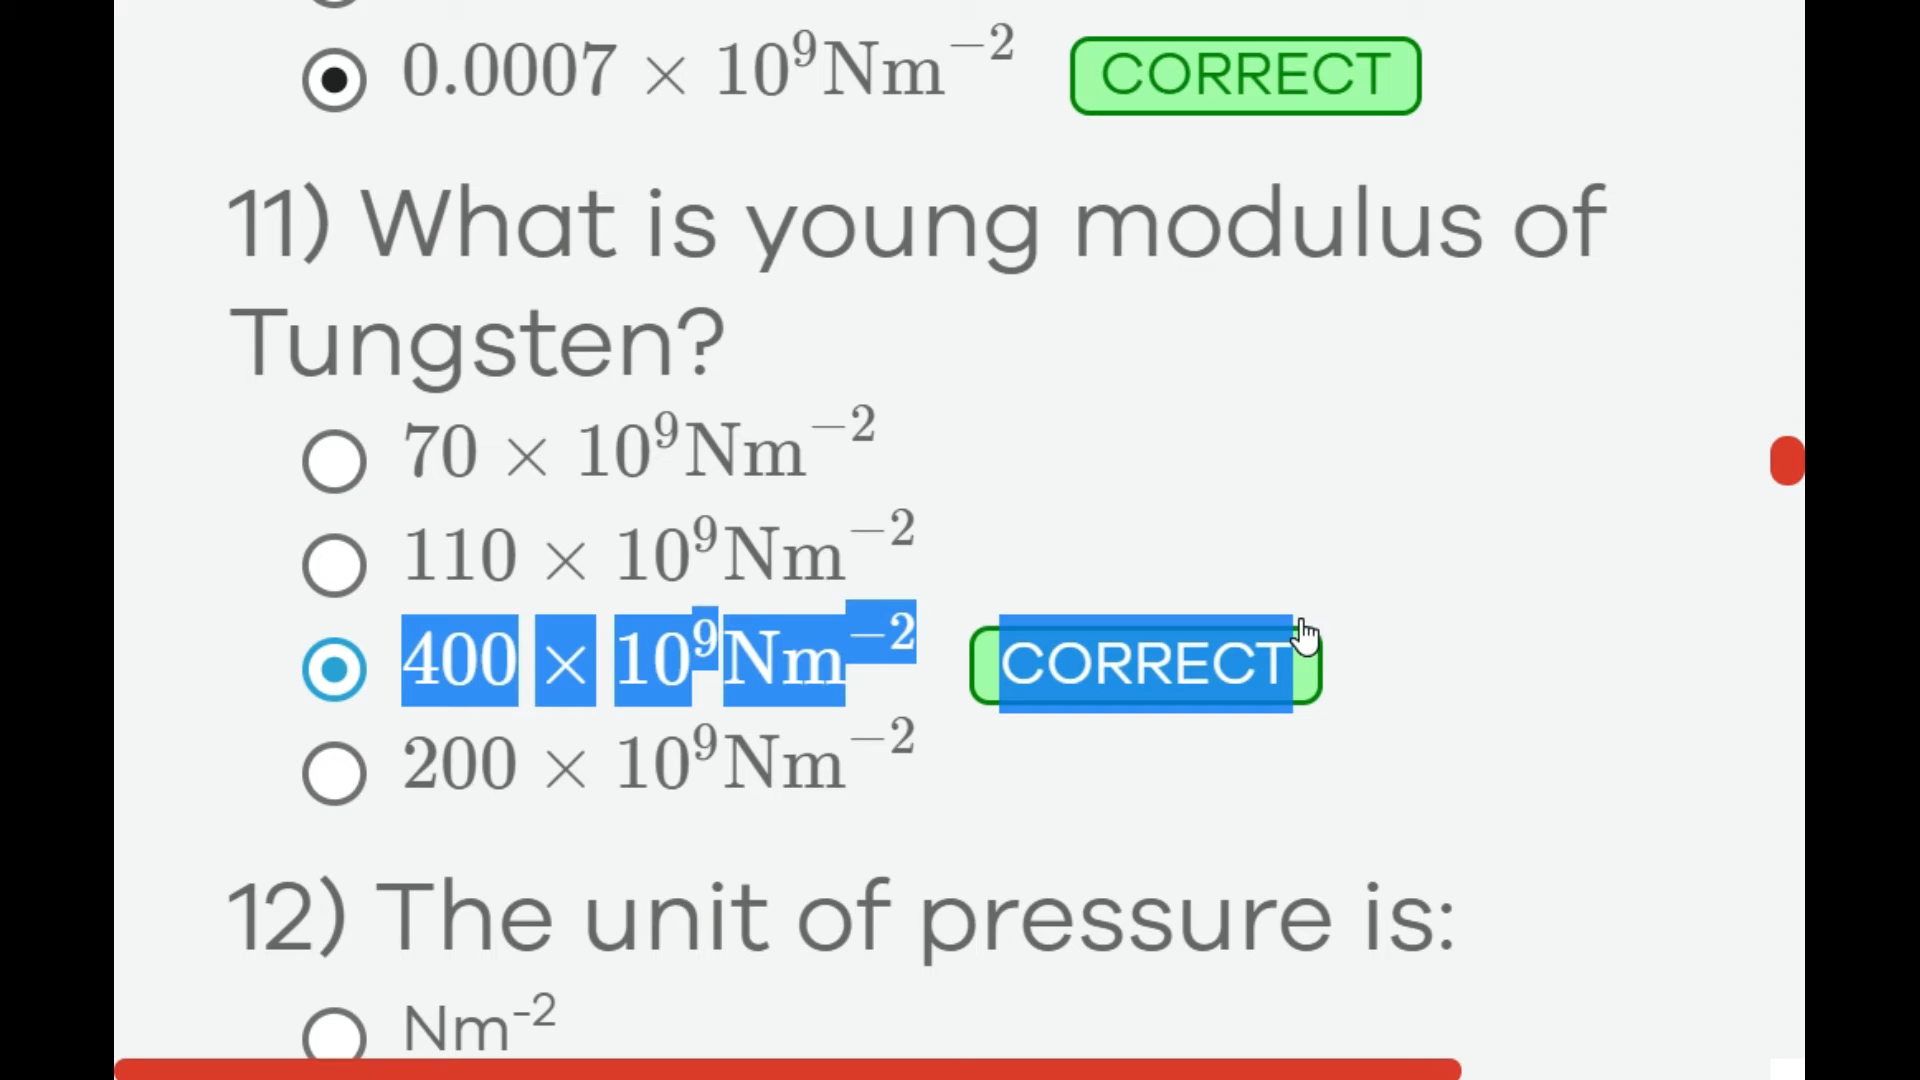 0.0007 × 10⁹Nm⁻² CORRECT
11) What is young modulus of
Tungsten?
70 × 10⁹Nm⁻²
110 × 10⁹Nm⁻²
400 × 10⁹Nm⁻² CORRECT
200 × 10⁹Nm⁻²
12) The unit of pressure is:
Nm⁻²